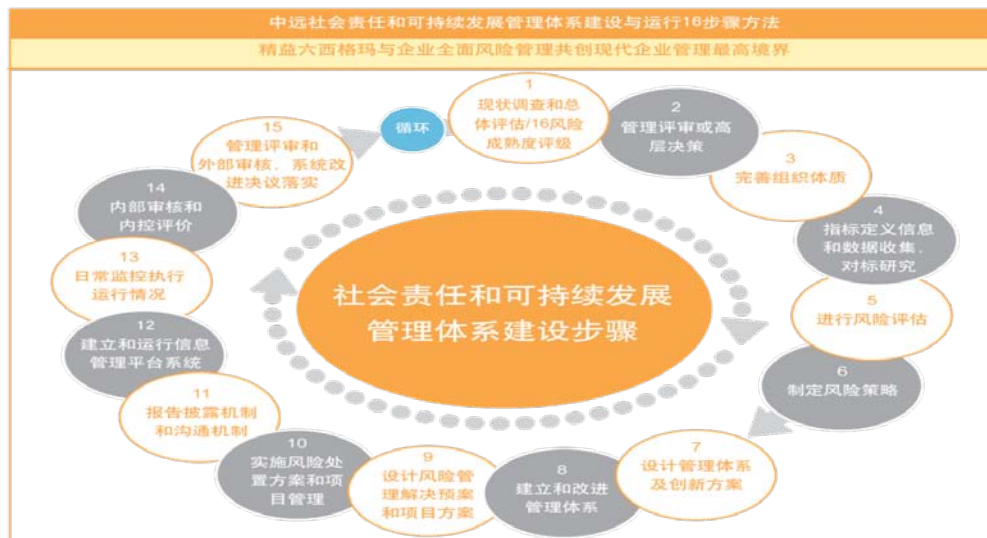 中远社会责任和可持续发展管理体系建设与运行16步骤方法
精益六西格玛与企业全面风险管理共创现代企业管理最高境界
循环
1
现状调查和总
体评估/16风险
成熟度评级
2
管理评审或高
层决策
3
完善组织体质
4
指标定义信息
和数据收集，
对标研究
5
进行风险评估
6
制定风险策略
7
设计管理体系
及创新方案
8
建立和改进
管理体系
9
设计风险管
理解决预案
和项目方案
10
实施风险处
置方案和项
目管理
11
报告披露机制
和沟通机制
12
建立和运行信息
管理平台系统
13
日常监控执行
运行情况
14
内部审核和
内控评价
15
管理评审和
外部审核，系统改
进决议落实
社会责任和可持续发展
管理体系建设步骤